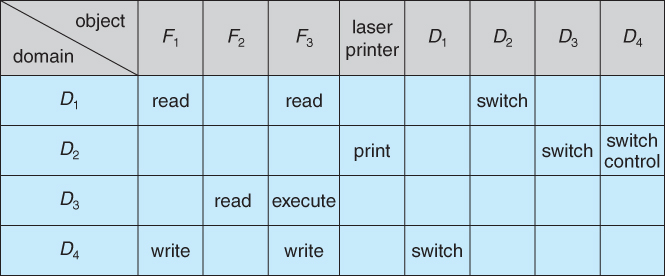 object
domain
F1 F2 F3 laser printer D1 D2 D3 D4
D1 read read switch
D2 print switch switch control
D3 read execute
D4 write write switch